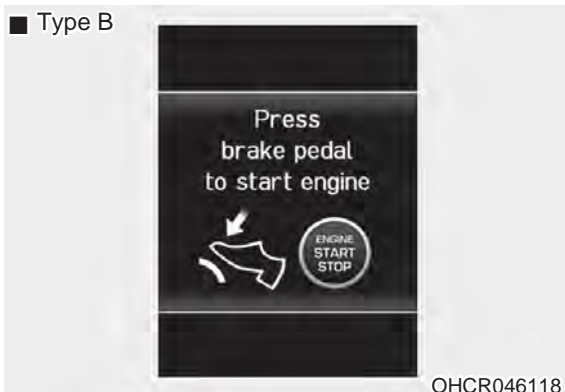 ■ Type B
Press
brake pedal
to start engine
ENGINE
START
STOP
OHCR046118